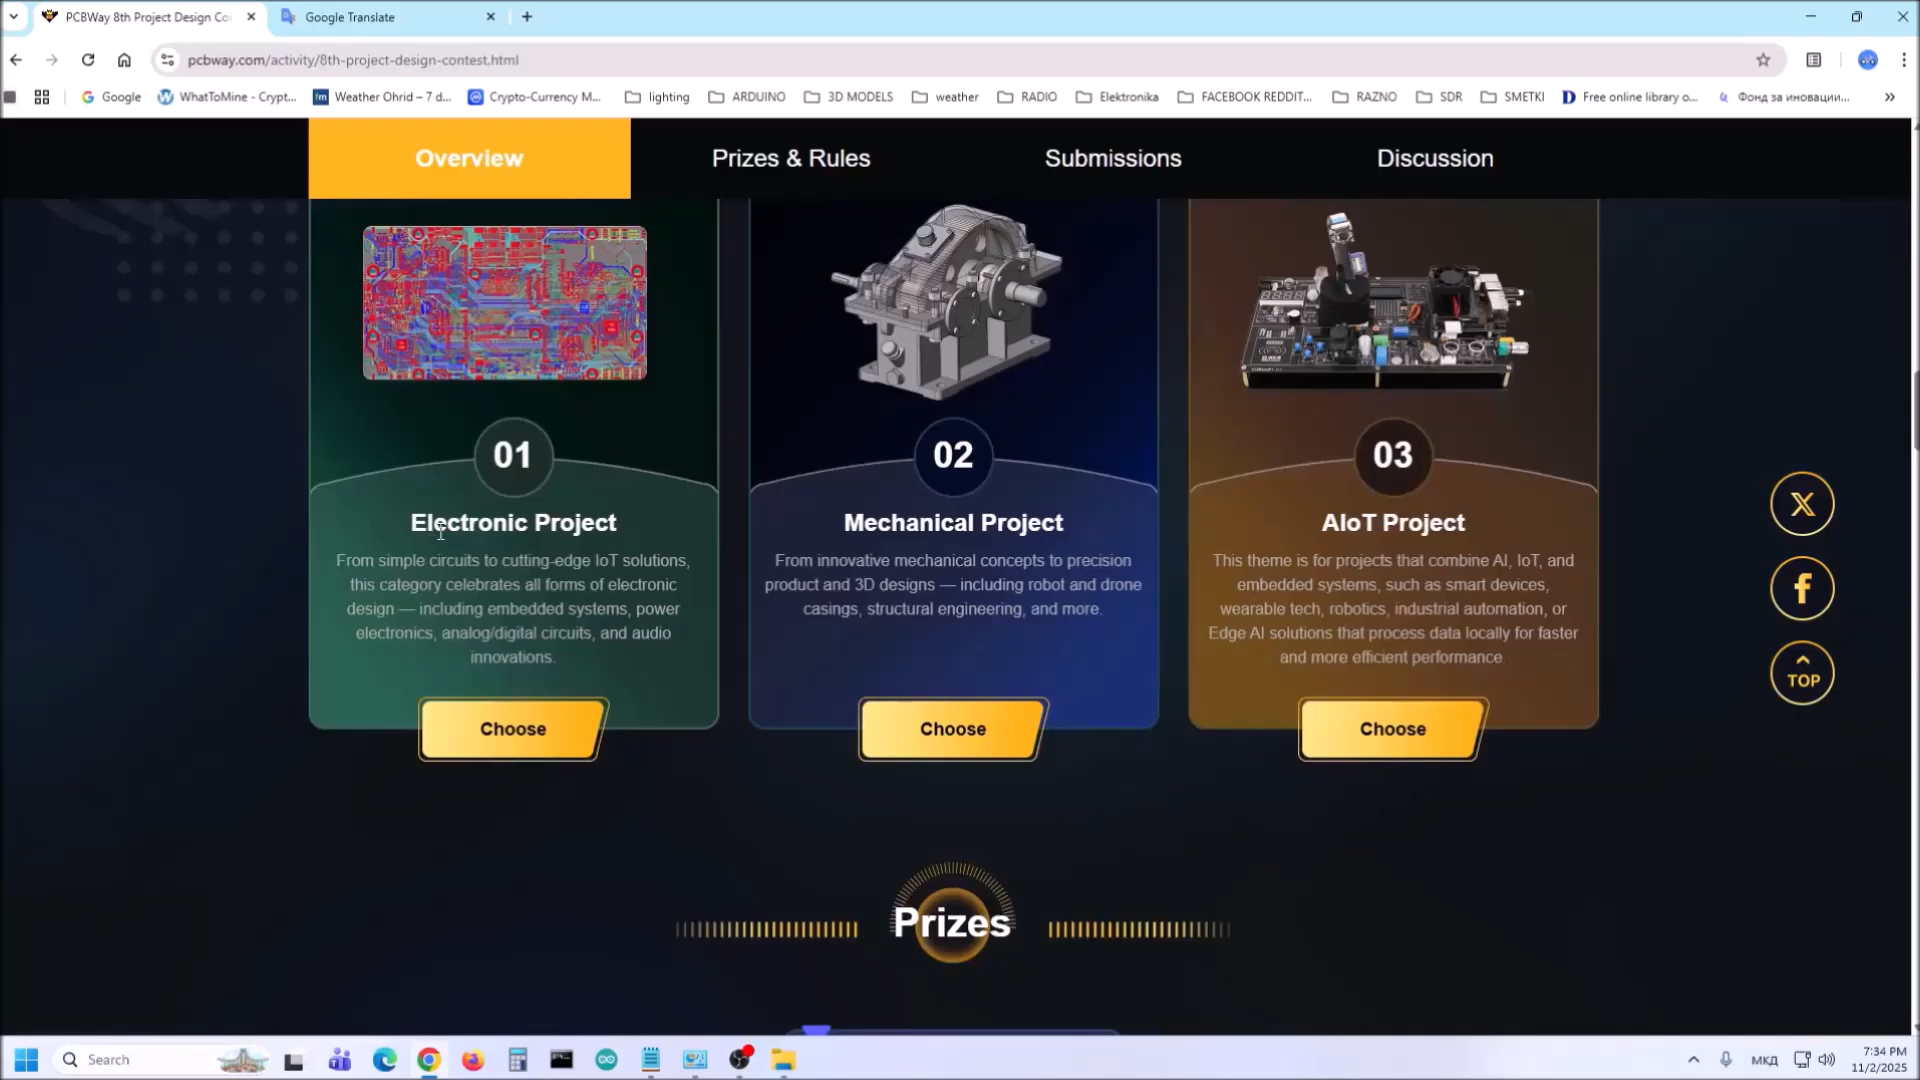 PCBWay 8th Project Design Co
Google Translate
pcbway.com/activity/8th-project-design-contest.html
Google
WhatToMine - Crypt...
Weather Ohrid – 7 d...
Crypto-Currency M...
lighting
ARDUINO
3D MODELS
weather
RADIO
Elektronika
FACEBOOK REDDIT...
RAZNO
SDR
SMETKI
Free online library o...
Фонд за иновации...
Overview
Prizes & Rules
Submissions
Discussion
01
Electronic Project
From simple circuits to cutting-edge IoT solutions,
this category celebrates all forms of electronic
design — including embedded systems, power
electronics, analog/digital circuits, and audio
innovations.
Choose
02
Mechanical Project
From innovative mechanical concepts to precision
product and 3D designs — including robot and drone
casings, structural engineering, and more.
Choose
03
AIoT Project
This theme is for projects that combine AI, IoT, and
embedded systems, such as smart devices,
wearable tech, robotics, industrial automation, or
Edge AI solutions that process data locally for faster
and more efficient performance.
Choose
TOP
Prizes
Search
МКД
7:34 PM
11/2/2025